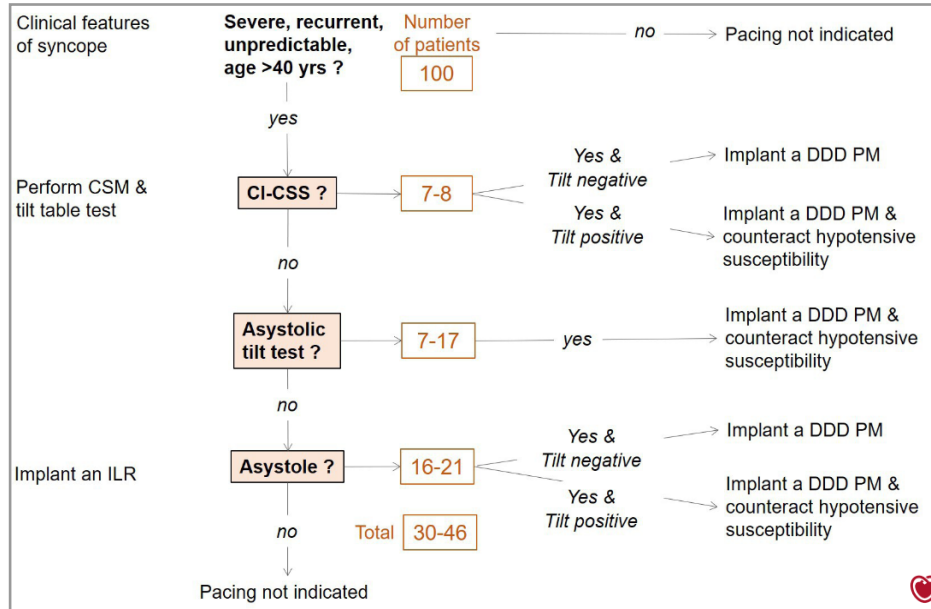 Clinical features
of syncope
Severe, recurrent,
unpredictable,
age >40 yrs ?
Number
of patients
100
no
Pacing not indicated
yes
Perform CSM &
tilt table test
CI-CSS ?
7-8
Yes &
Tilt negative
Implant a DDD PM
Yes &
Tilt positive
Implant a DDD PM &
counteract hypotensive
susceptibility
no
Asystolic
tilt test ?
7-17
yes
Implant a DDD PM &
counteract hypotensive
susceptibility
no
Implant an ILR
Asystole ?
16-21
Yes &
Tilt negative
Implant a DDD PM
Yes &
Tilt positive
Implant a DDD PM &
counteract hypotensive
susceptibility
no
Total
30-46
Pacing not indicated